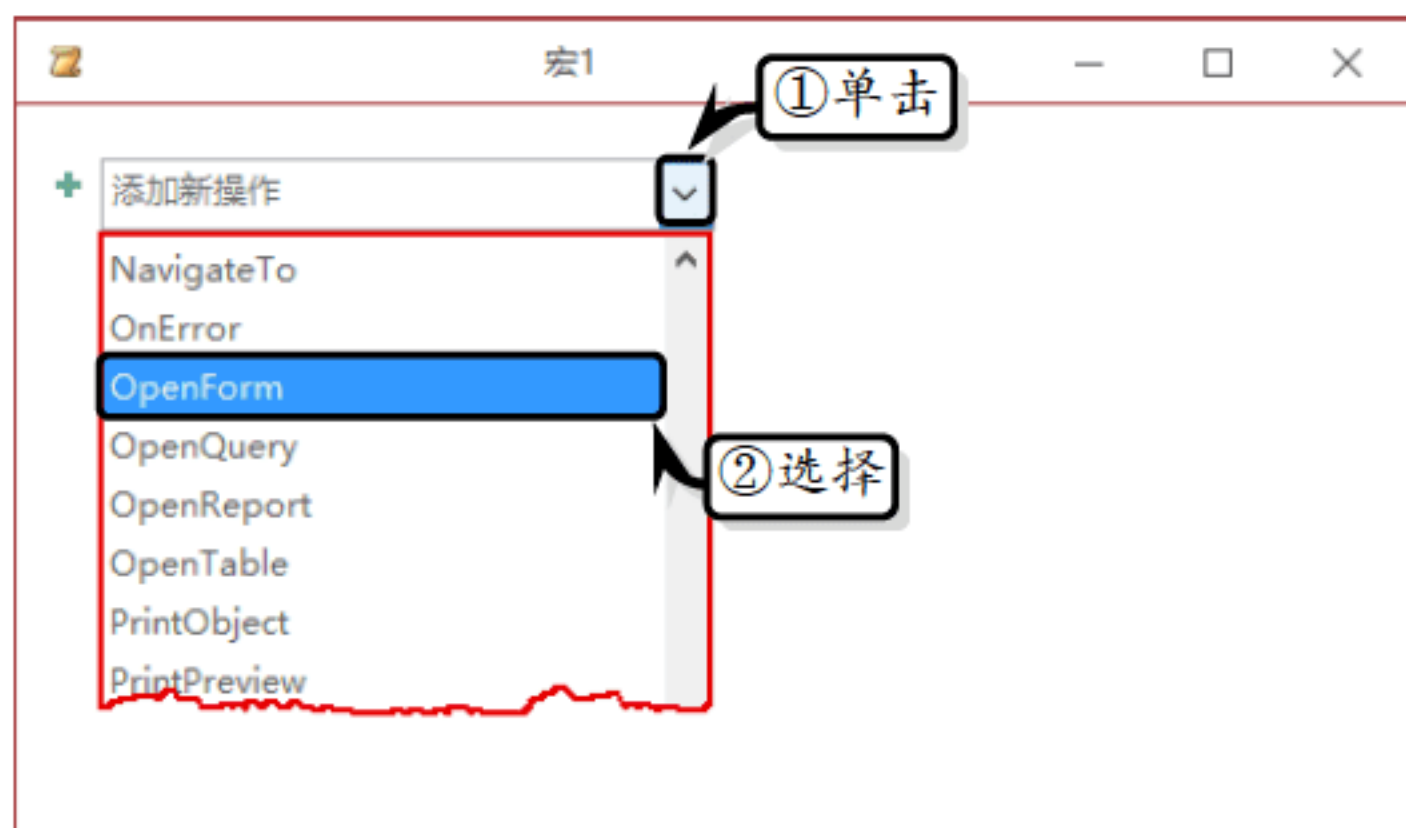 宏1
①单击
添加新操作
NavigateTo
OnError
OpenForm
OpenQuery
②选择
OpenReport
OpenTable
PrintObject
PrintPreview